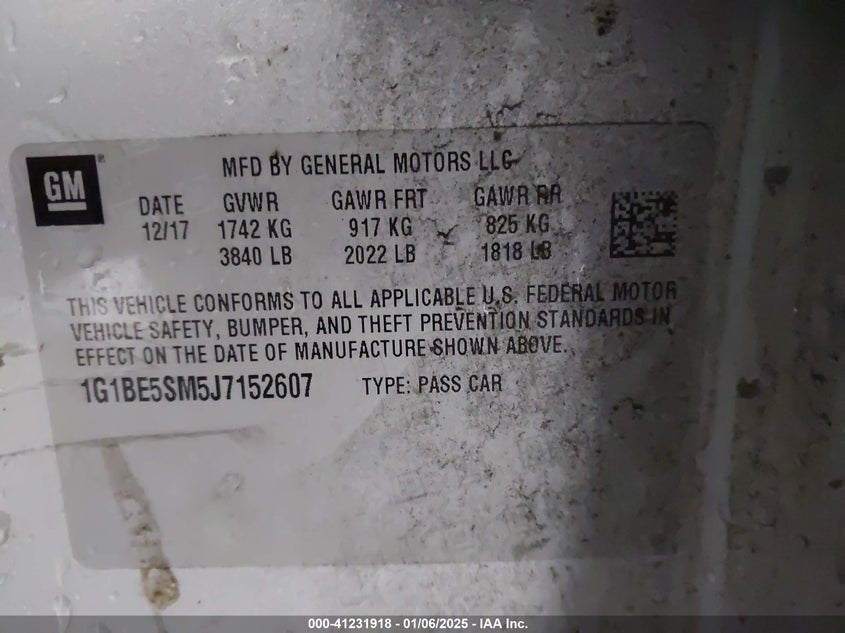 GM
MFD BY GENERAL MOTORS LLC
DATE GVWR GAWR FRT GAWR RR
12/17 1742 KG 917 KG 825 KG
3840 LB 2022 LB 1818 LB
THIS VEHICLE CONFORMS TO ALL APPLICABLE U.S. FEDERAL MOTOR
VEHICLE SAFETY, BUMPER, AND THEFT PREVENTION STANDARDS IN
EFFECT ON THE DATE OF MANUFACTURE SHOWN ABOVE.
1G1BE5SM5J7152607 TYPE: PASS CAR
000-41231918 - 01/06/2025 - IAA Inc.